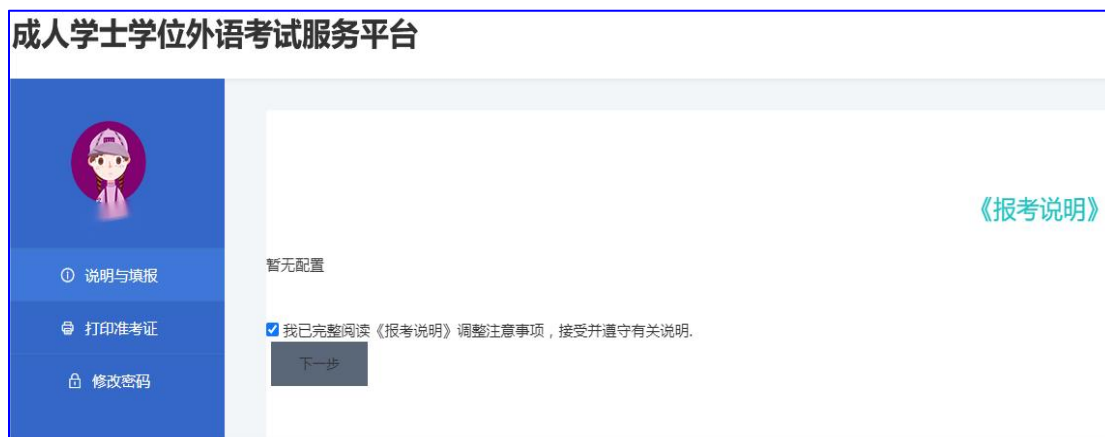 成人学士学位外语考试服务平台
《报考说明》
说明与填报
暂无配置
打印准考证
我已完整阅读《报考说明》调整注意事项，接受并遵守有关说明.
下一步
修改密码